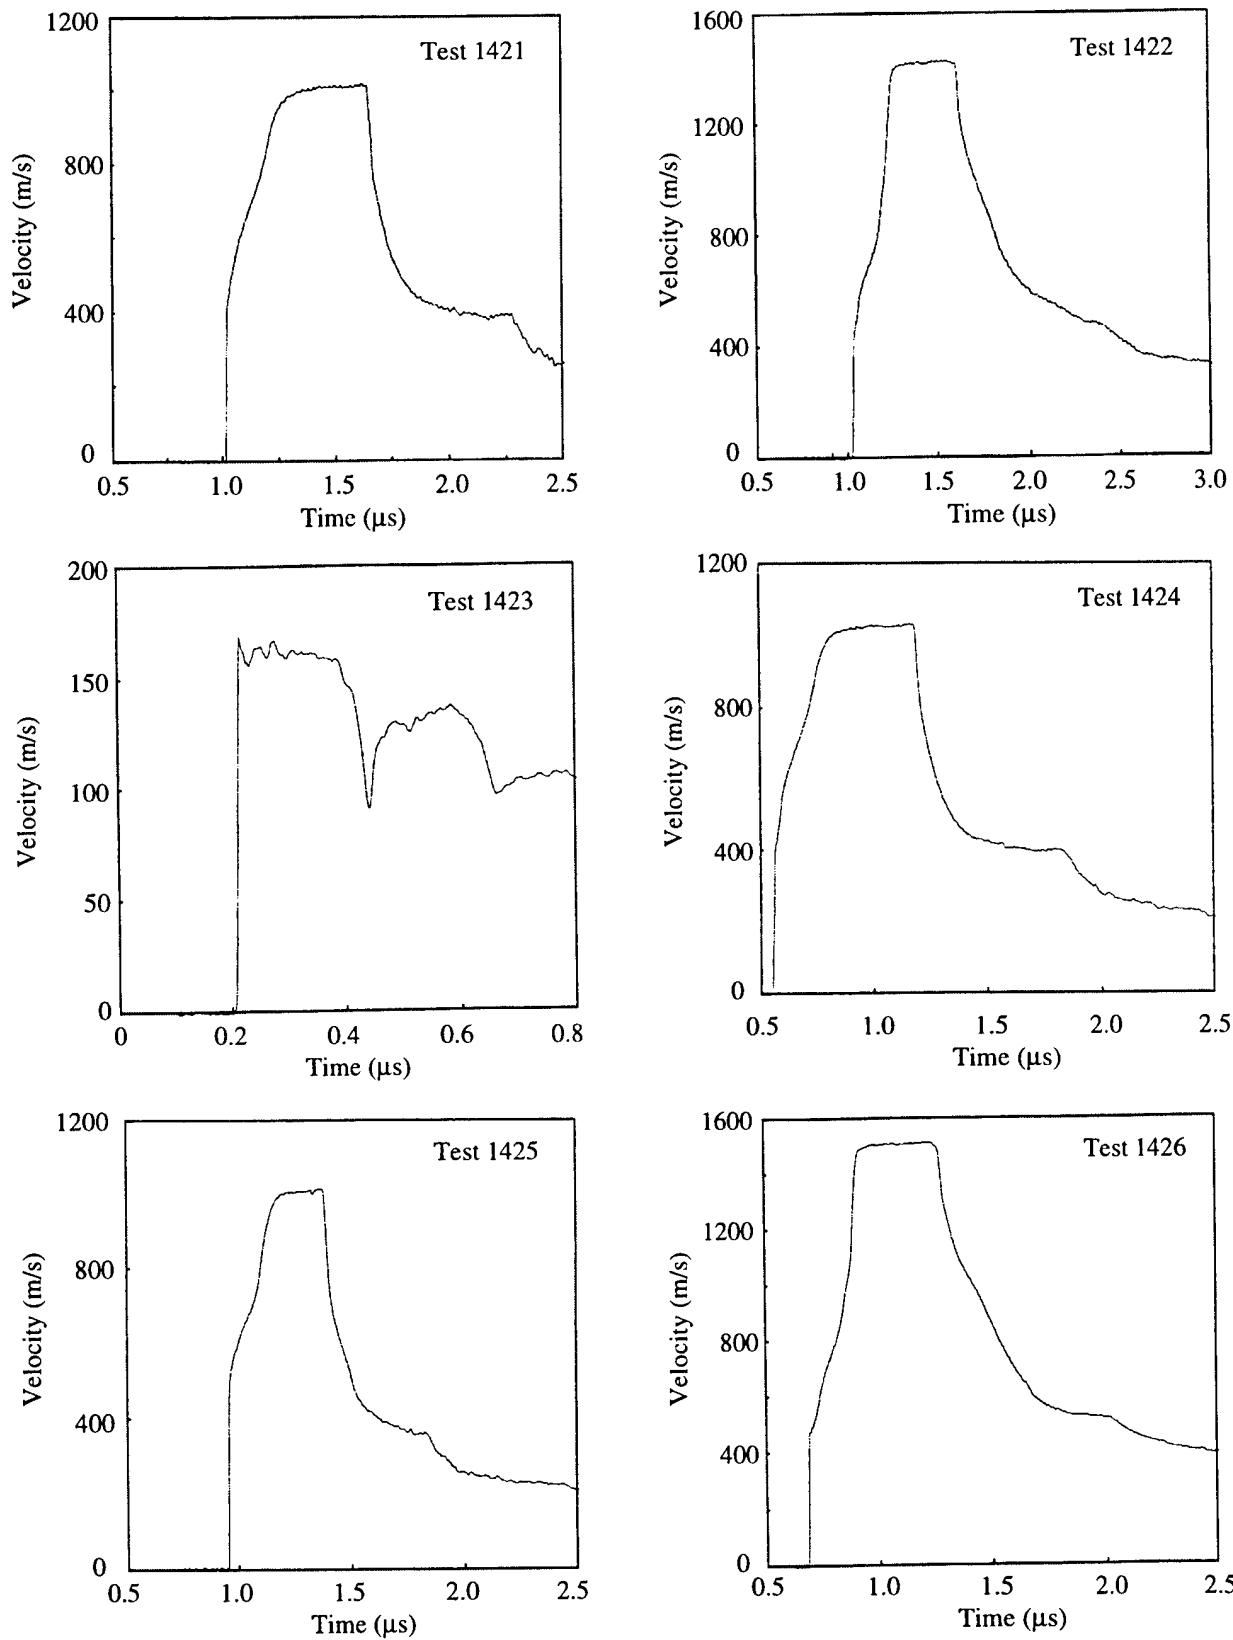 1200
Test 1421
800
400
0
Velocity (m/s)
0.5 1.0 1.5 2.0 2.5
Time (µs)
1600
Test 1422
1200
800
400
0
Velocity (m/s)
0.5 1.0 1.5 2.0 2.5 3.0
Time (µs)
200
Test 1423
150
100
50
0
Velocity (m/s)
0 0.2 0.4 0.6 0.8
Time (µs)
1200
Test 1424
800
400
0
Velocity (m/s)
0.5 1.0 1.5 2.0 2.5
Time (µs)
1200
Test 1425
800
400
0
Velocity (m/s)
0.5 1.0 1.5 2.0 2.5
Time (µs)
1600
Test 1426
1200
800
400
0
Velocity (m/s)
0.5 1.0 1.5 2.0 2.5
Time (µs)